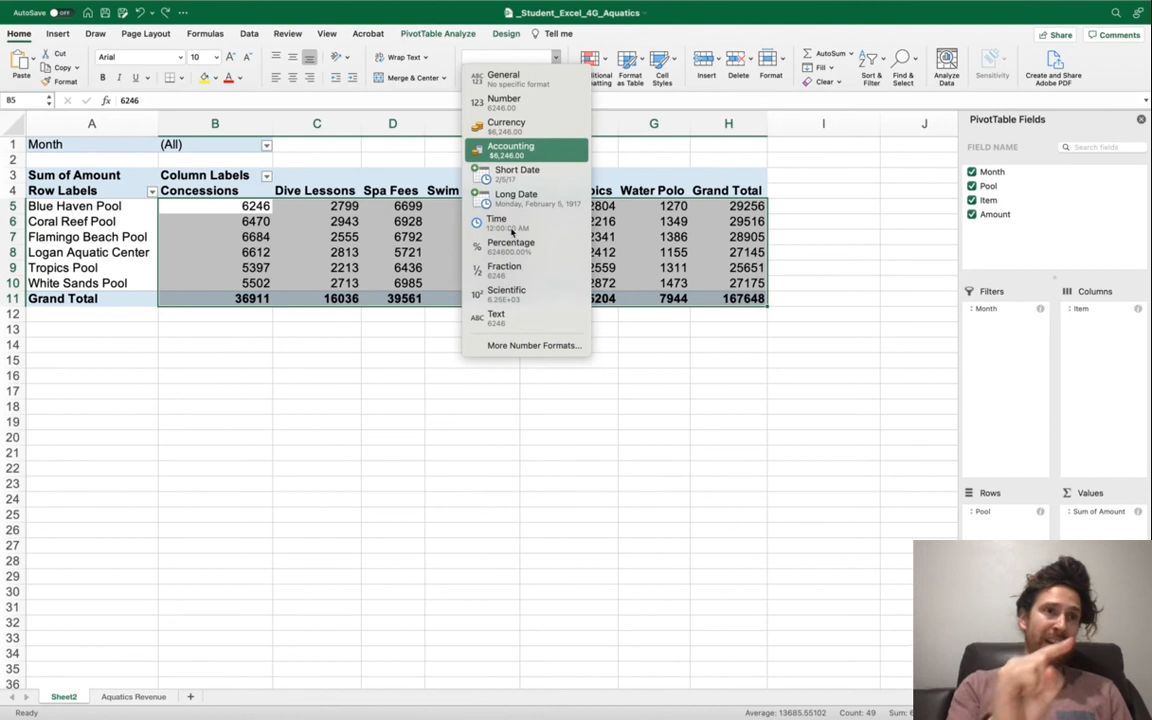 AutoSave OFF ... _Student_Excel_4G_Aquatics
Home Insert Draw Page Layout Formulas Data Review View Acrobat PivotTable Analyze Design Tell me Share Comments
Paste Cut Copy Format Arial 10 B I U A Wrap Text Merge & Center Formatting Format as Table Cell Styles Insert Delete Format AutoSum Fill Clear Sort & Filter Find & Select Analyze Data Sensitivity Create and Share Adobe PDF
B5 fx 6246
A B C D G H I J
1 Month (All)
2
3 Sum of Amount Column Labels
4 Row Labels Concessions Dive Lessons Spa Fees Swim Water Polo Grand Total
5 Blue Haven Pool 6246 2799 6699 2804 1270 29256
6 Coral Reef Pool 6470 2943 6928 2216 1349 29516
7 Flamingo Beach Pool 6684 2555 6792 2341 1386 28905
8 Logan Aquatic Center 6612 2813 5721 2412 1155 27145
9 Tropics Pool 5397 2213 6436 2559 1311 25651
10 White Sands Pool 5502 2713 6985 2872 1473 27175
11 Grand Total 36911 16036 39561 5204 7944 167648
12
13
14
15
16
17
18
19
20
21
22
23
24
25
26
27
28
29
30
31
32
33
34
35
36
General
No specific format
Number
6246.00
Currency
$6,246.00
Accounting
$6,246.00
Short Date
2/5/17
Long Date
Monday, February 5, 1917
Time
12:00:00 AM
Percentage
624600.00%
Fraction
6246
Scientific
6.25E+03
Text
6246
More Number Formats...
PivotTable Fields
FIELD NAME Search fields
Month
Pool
Item
Amount
Filters Columns
Month Item
Rows Values
Pool Sum of Amount
Sheet2 Aquatics Revenue +
Ready Average: 13685.55102 Count: 49 Sum: